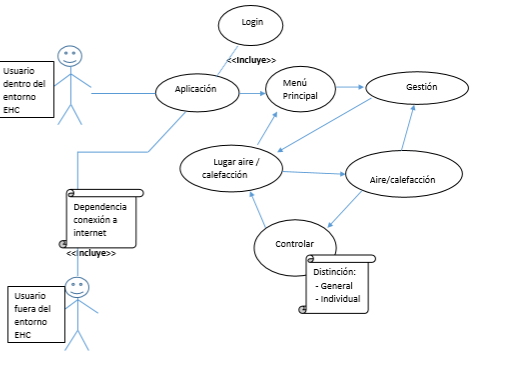 Login
<<Incluye>>
Usuario
dentro del
entorno
EHC
Aplicación
Menú
Principal
Gestión
Lugar aire /
calefacción
Aire/calefacción
Dependencia
conexión a
internet
<<Incluye>>
Controlar
Distinción:
- General
- Individual
Usuario
fuera del
entorno
EHC